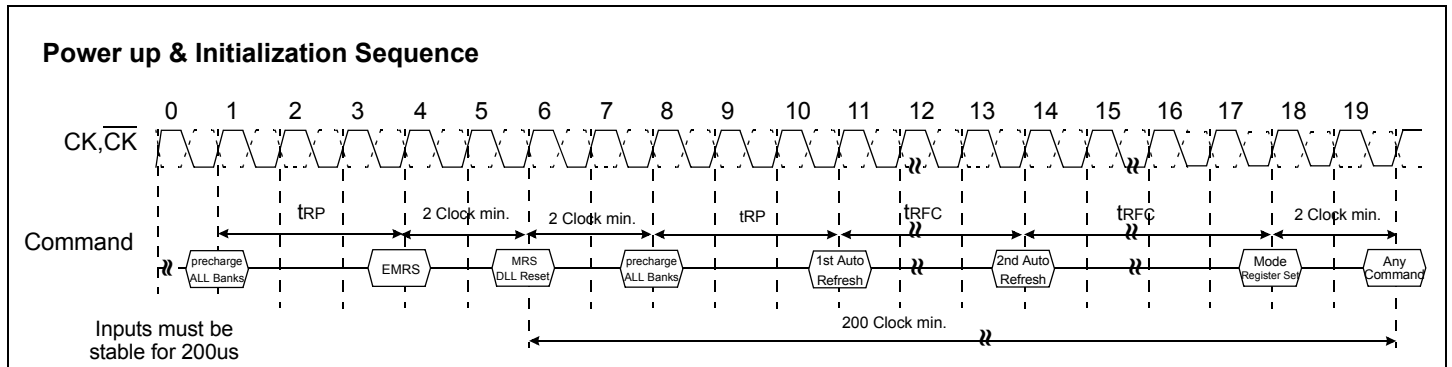 Power up & Initialization Sequence
0 1 2 3 4 5 6 7 8 9 10 11 12 13 14 15 16 17 18 19
CK,CK
tRP 2 Clock min. 2 Clock min. tRP tRFC tRFC 2 Clock min.
Command
precharge
ALL Banks
EMRS
MRS
DLL Reset
precharge
ALL Banks
1st Auto
Refresh
2nd Auto
Refresh
Mode
Register Set
Any
Command
200 Clock min.
Inputs must be
stable for 200us